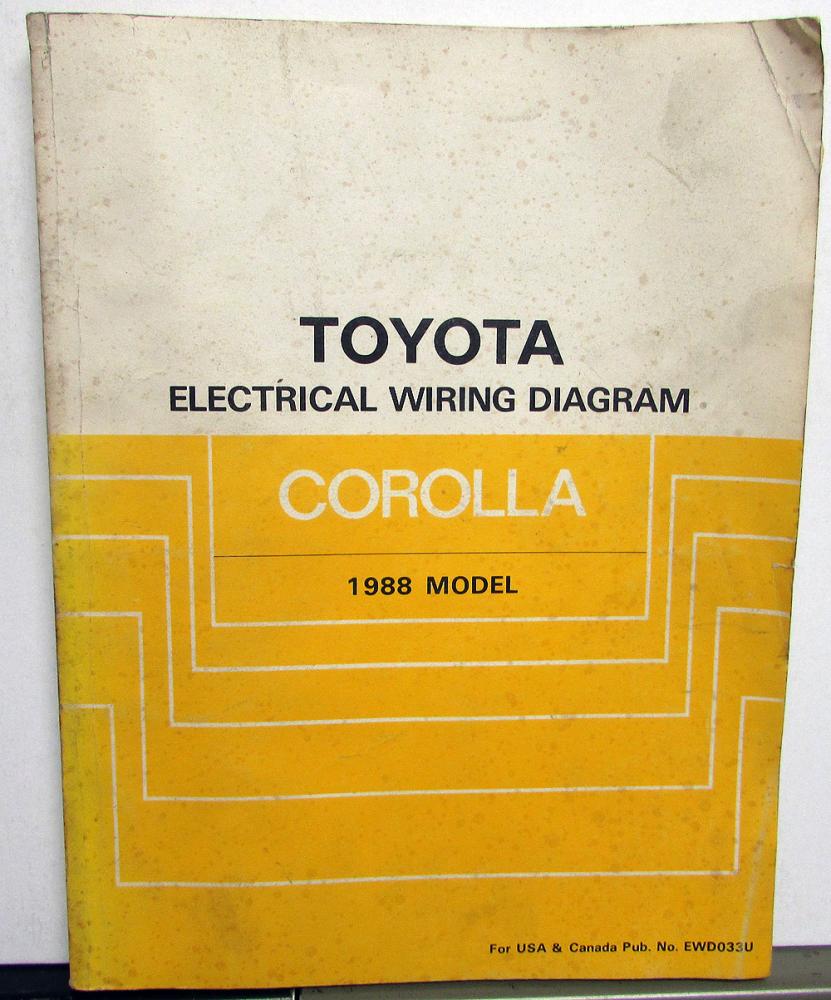 TOYOTA
ELECTRICAL WIRING DIAGRAM
COROLLA
1988 MODEL
For USA & Canada Pub. No. EWD033U